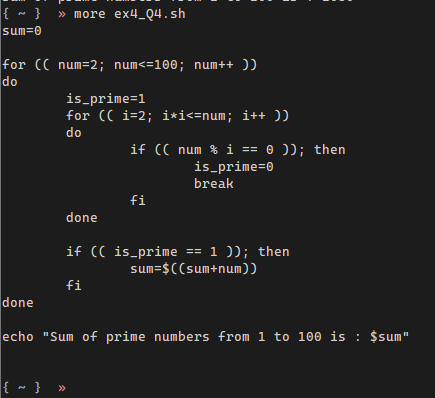 { ~ }  » more ex4_Q4.sh
sum=0
for (( num=2; num<=100; num++ ))
do
        is_prime=1
        for (( i=2; i*i<=num; i++ ))
        do
                if (( num % i == 0 )); then
                        is_prime=0
                        break
                fi
        done
        if (( is_prime == 1 )); then
                sum=$((sum+num))
        fi
done
echo "Sum of prime numbers from 1 to 100 is : $sum"
{ ~ }  »